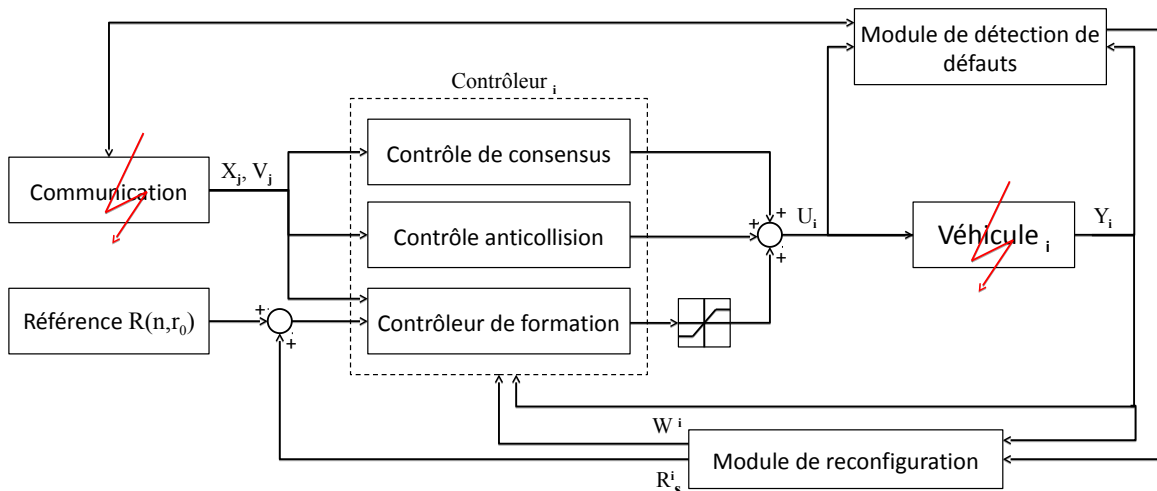 Module de détection de
défauts
Contrôleur i
Contrôle de consensus
Communication
Xj, Vj
Contrôle anticollision
+
+
+
Ui
Véhicule i
Yi
Référence R(n,r0)
+
+
Contrôleur de formation
W i
Module de reconfiguration
Ris